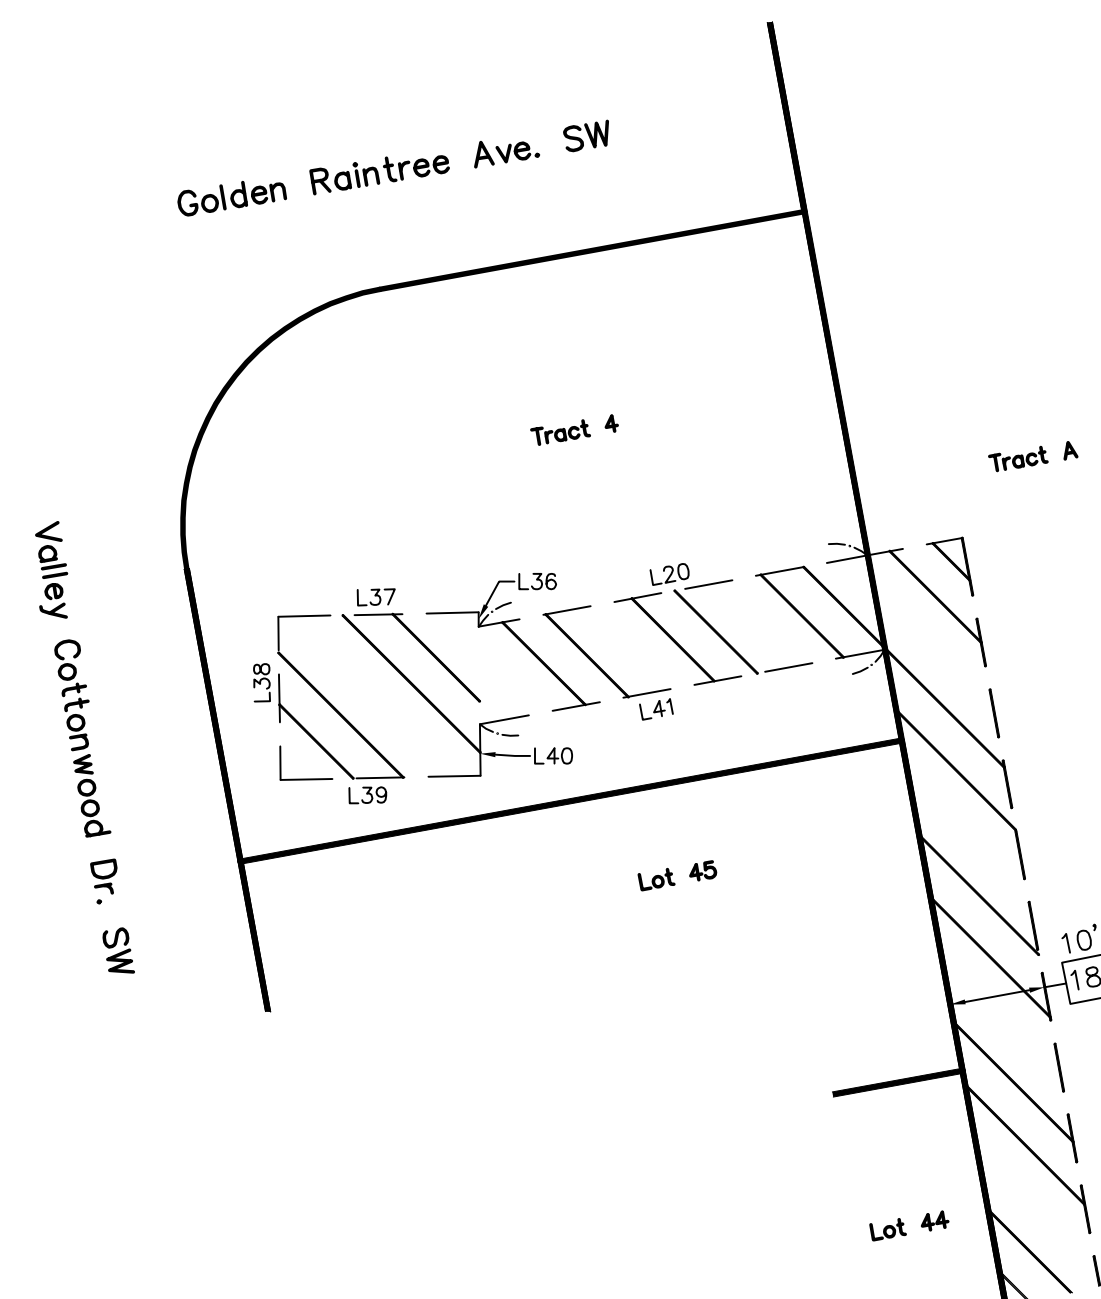 Golden Raintree Ave. SW
Tract 4
Tract A
Valley Cottonwood Dr. SW
L36
L20
L37
L38
L41
L40
L39
Lot 45
10'
18
Lot 44